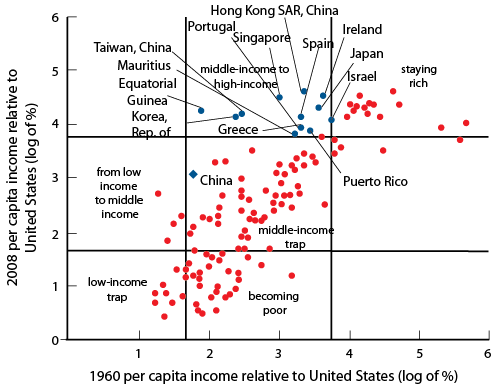 Hong Kong SAR, China
6
Portugal
Singapore
Ireland
Spain
Taiwan, China
Japan
Mauritius
middle-income to
high-income
staying
rich
Israel
5
Equatorial
Guinea
Korea,
Rep. of
Greece
4
from low
income
to middle
income
China
Puerto Rico
3
middle-income
trap
2
low-income
trap
becoming
poor
1
0
1
2
3
4
5
6
2008 per capita income relative to
United States (log of %)
1960 per capita income relative to United States (log of %)